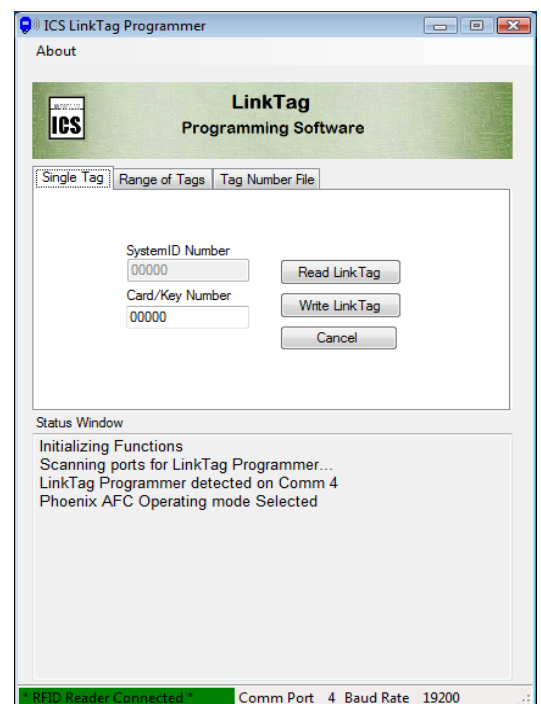 ICS LinkTag Programmer
About
ICS
LinkTag
Programming Software
Single Tag Range of Tags Tag Number File
SystemID Number
00000
Read LinkTag
Card/Key Number
00000
Write LinkTag
Cancel
Status Window
Initializing Functions
Scanning ports for LinkTag Programmer...
LinkTag Programmer detected on Comm 4
Phoenix AFC Operating mode Selected
* RFID Reader Connected * Comm Port 4 Baud Rate 19200